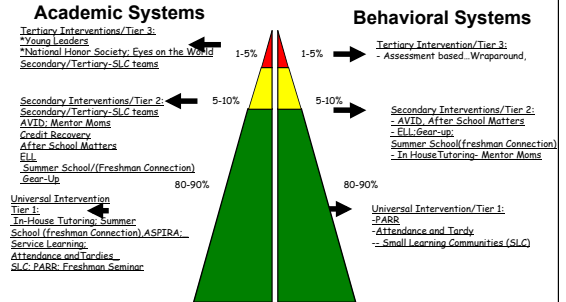 Academic Systems
Tertiary Interventions/Tier 3:
*Young Leaders
*National Honor Society; Eyes on the World
Secondary/Tertiary-SLC teams
1-5%
Secondary Interventions/Tier 2:
Secondary/Tertiary-SLC teams
AVID; Mentor Moms
Credit Recovery
After School Matters
ELL
Summer School/(Freshman Connection)
Gear-Up
5-10%
Universal Intervention
Tier 1:
In-House Tutoring; Summer
School (freshman Connection),ASPIRA;
Service Learning;
Attendance andTardies
SLC; PARR; Freshman Seminar
80-90%
Behavioral Systems
1-5%
Tertiary Intervention/Tier 3:
- Assessment based…Wraparound,
5-10%
Secondary Interventions/Tier 2:
- AVID, After School Matters
- ELL;Gear-up;
Summer School(freshman Connection)
- In HouseTutoring- Mentor Moms
80-90%
Universal Intervention/Tier 1:
-PARR
-Attendance and Tardy
-- Small Learning Communities (SLC)